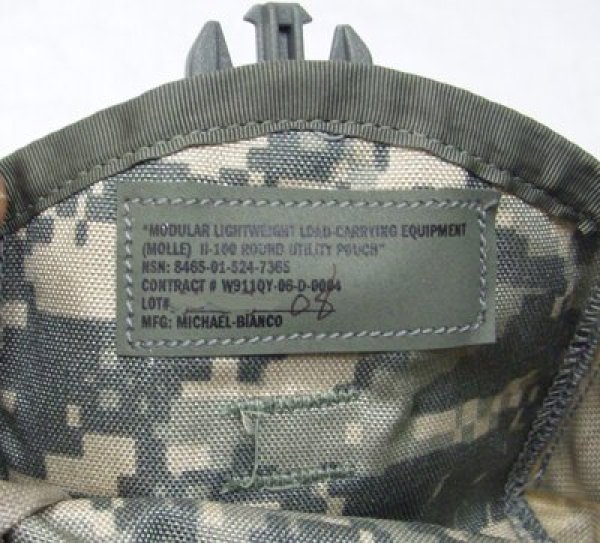 "MODULAR LIGHTWEIGHT LOAD-CARRYING EQUIPMENT
(MOLLE) II-100 ROUND UTILITY POUCH"
NSN: 8465-01-524-7365
CONTRACT # W911QY-06-D-0004
LOT# 08
MFG: MICHAEL-BIANCO